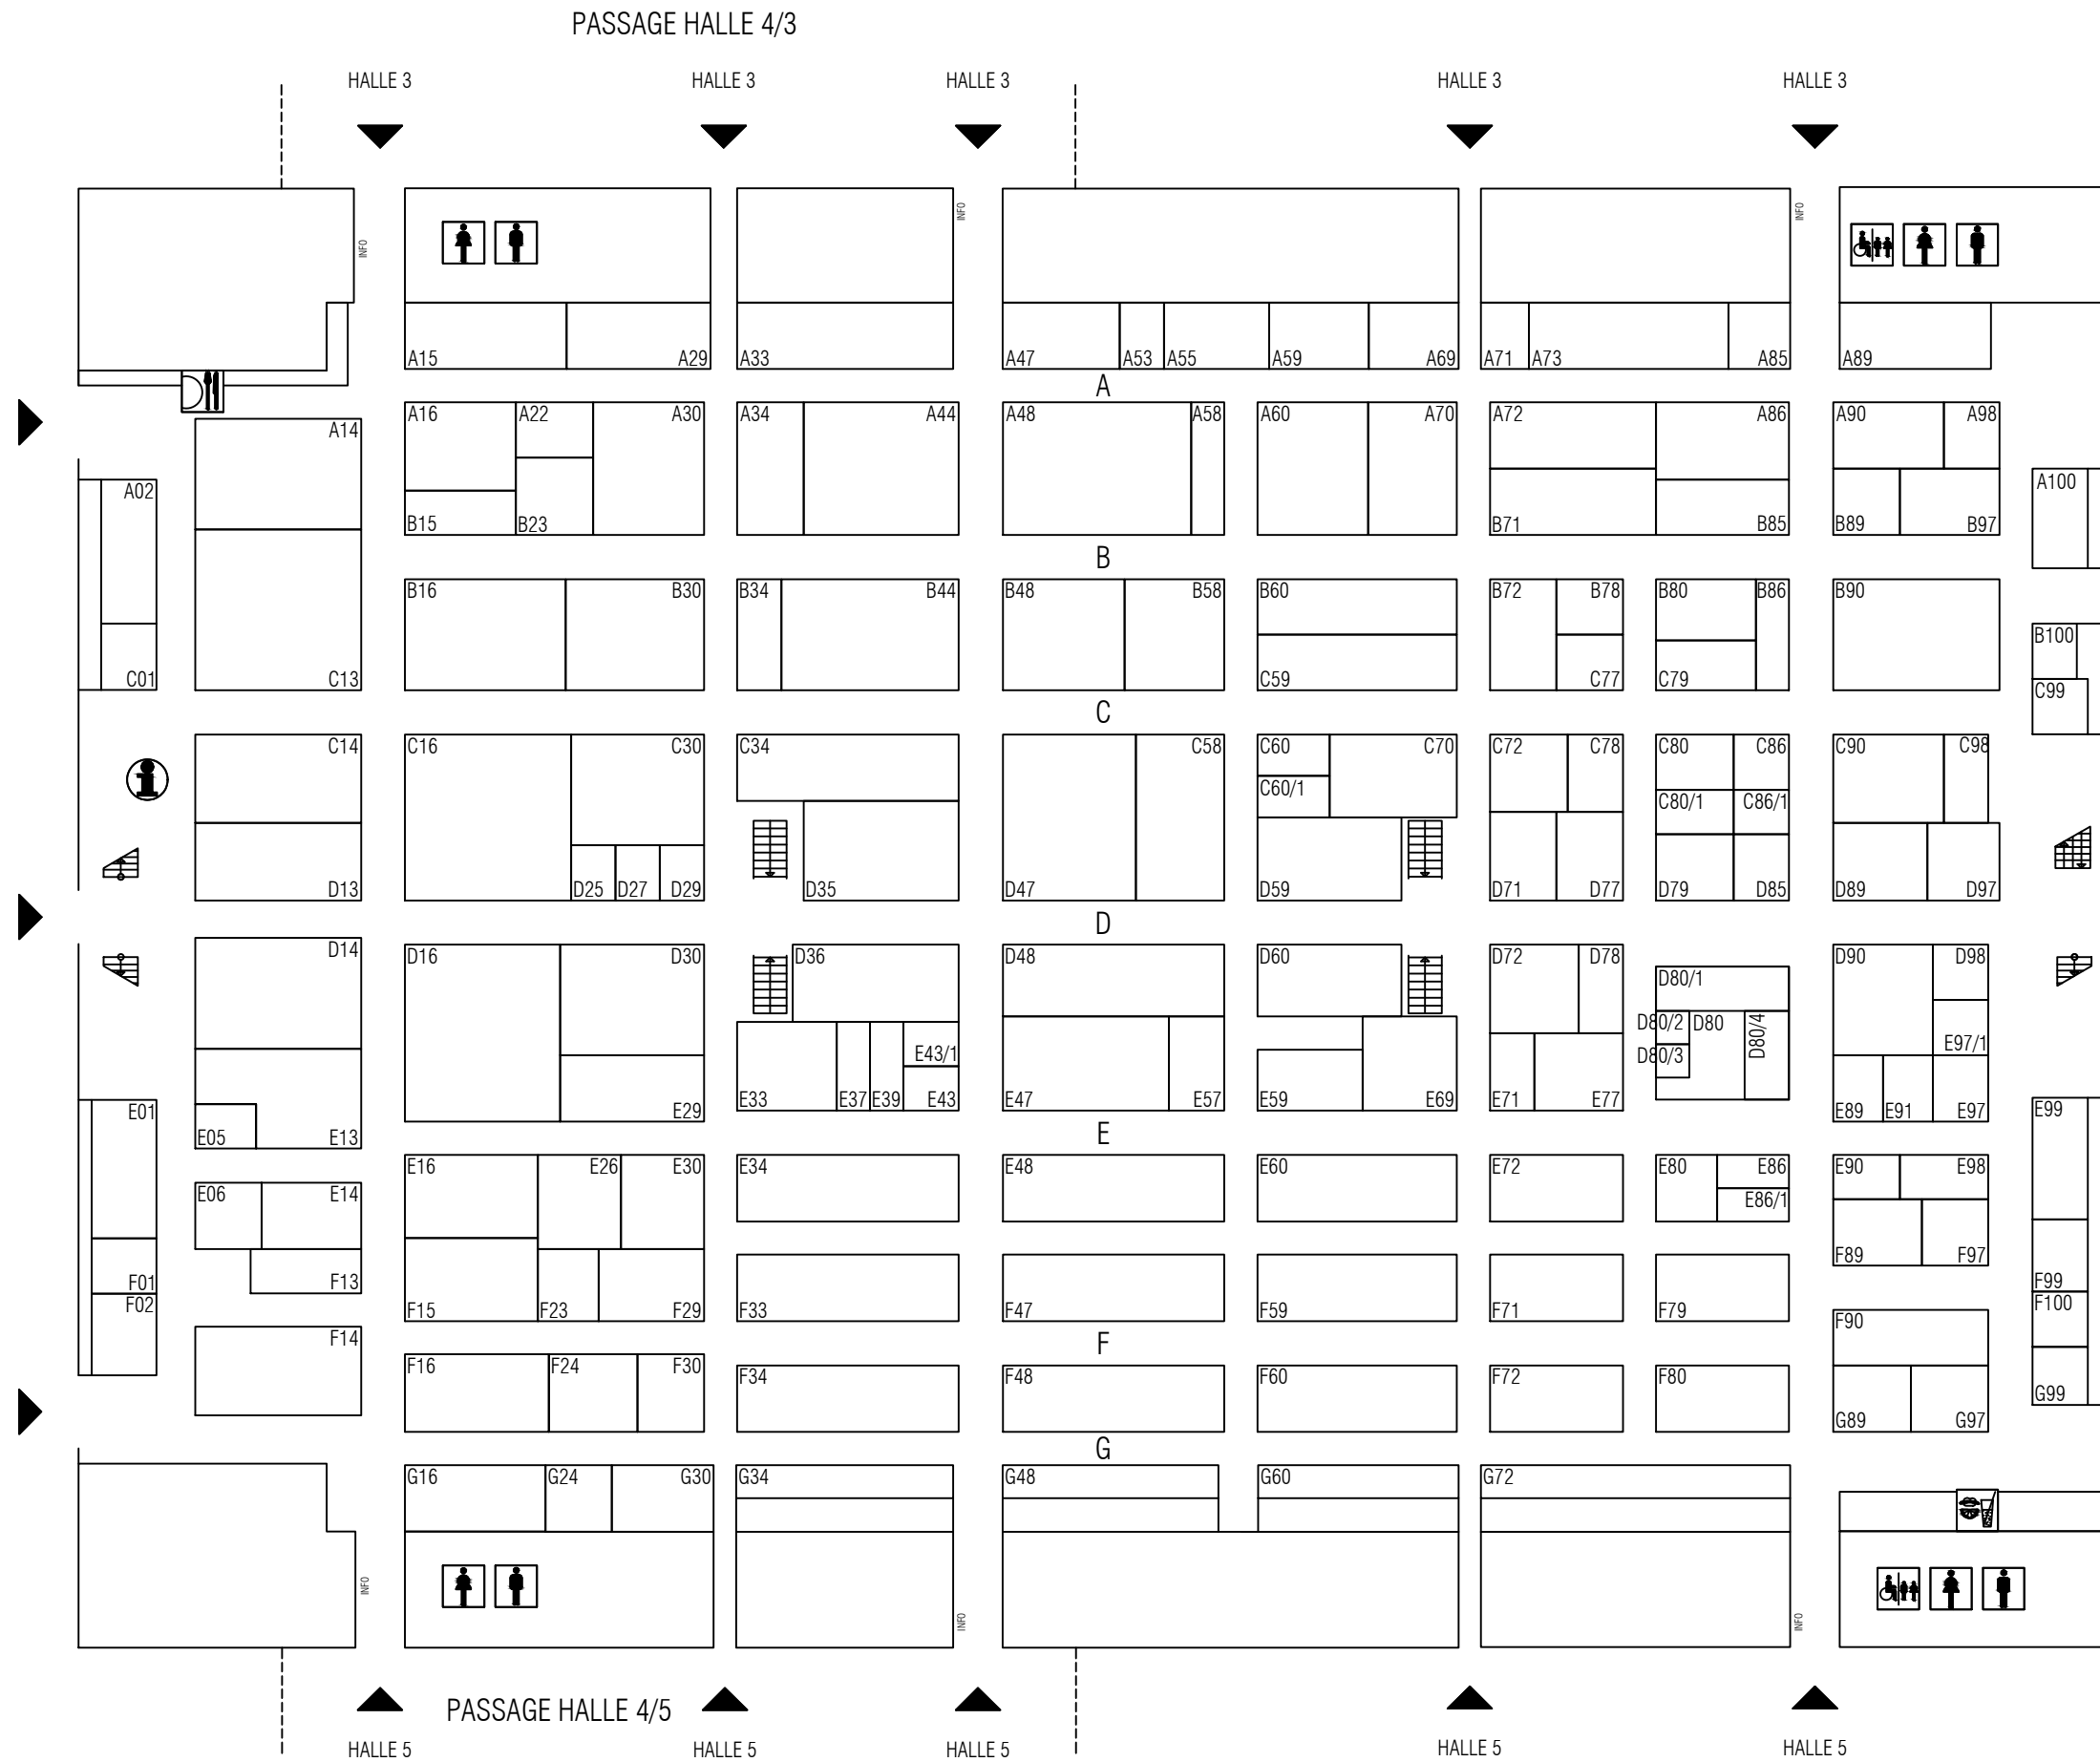 PASSAGE HALLE 4/3
HALLE 3 HALLE 3 HALLE 3 HALLE 3 HALLE 3
INFO INFO INFO
A15 A29 A33 A47 A53 A55 A59 A69 A71 A73 A85 A89
A
A14 A16 A22 A30 A34 A44 A48 A58 A60 A70 A72 A86 A90 A98
A02 A100
B15 B23 B71 B85 B89 B97
B
B16 B30 B34 B44 B48 B58 B60 B72 B78 B80 B86 B90
B100
C01 C13 C59 C77 C79 C99
C
C14 C16 C30 C34 C58 C60 C70 C72 C78 C80 C86 C90 C98
C60/1 C80/1 C86/1
D13 D25 D27 D29 D35 D47 D59 D71 D77 D79 D85 D89 D97
D
D14 D16 D30 D36 D48 D60 D72 D78 D90 D98
D80/1
D80/2 D80 D80/4
D80/3
E43/1 E97/1
E01 E29 E33 E37 E39 E43 E47 E57 E59 E69 E71 E77 E89 E91 E97 E99
E05 E13
E
E06 E14 E16 E26 E30 E34 E48 E60 E72 E80 E86 E90 E98
E86/1
F89 F97
F01 F13 F99
F02 F15 F23 F29 F33 F47 F59 F71 F79 F100
F90
F
F14 F16 F24 F30 F34 F48 F60 F72 F80
G99
G89 G97
G
G16 G24 G30 G34 G48 G60 G72
INFO INFO INFO
PASSAGE HALLE 4/5
HALLE 5 HALLE 5 HALLE 5 HALLE 5 HALLE 5